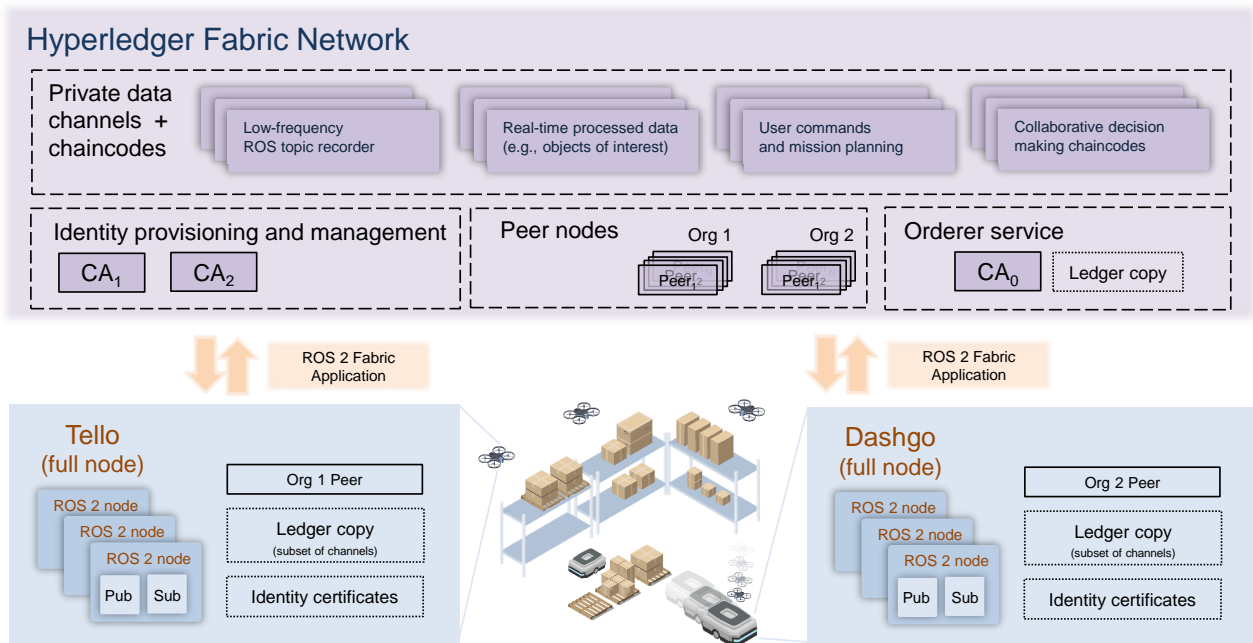 Hyperledger Fabric Network
Private data
channels +
chaincodes
Low-frequency
ROS topic recorder
Real-time processed data
(e.g., objects of interest)
User commands
and mission planning
Collaborative decision
making chaincodes
Identity provisioning and management
CA1
CA2
Peer nodes
Org 1
Peer1
Org 2
Peer1
Orderer service
CA0
Ledger copy
ROS 2 Fabric
Application
ROS 2 Fabric
Application
Tello
(full node)
ROS 2 node
ROS 2 node
ROS 2 node
Pub
Sub
Org 1 Peer
Ledger copy
(subset of channels)
Identity certificates
Dashgo
(full node)
ROS 2 node
ROS 2 node
ROS 2 node
Pub
Sub
Org 2 Peer
Ledger copy
(subset of channels)
Identity certificates